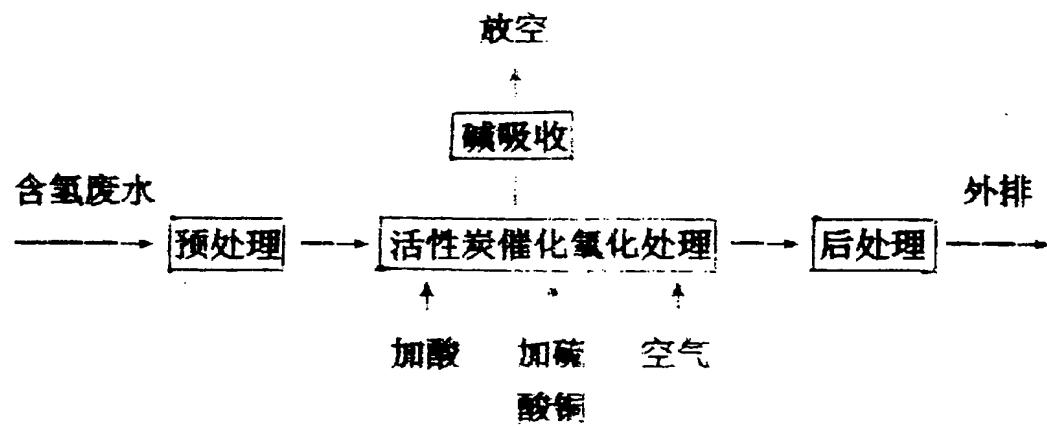 放空
碱吸收
含氰废水
外排
预处理
活性炭催化氧化处理
后处理
加酸
加硫
酸铜
空气